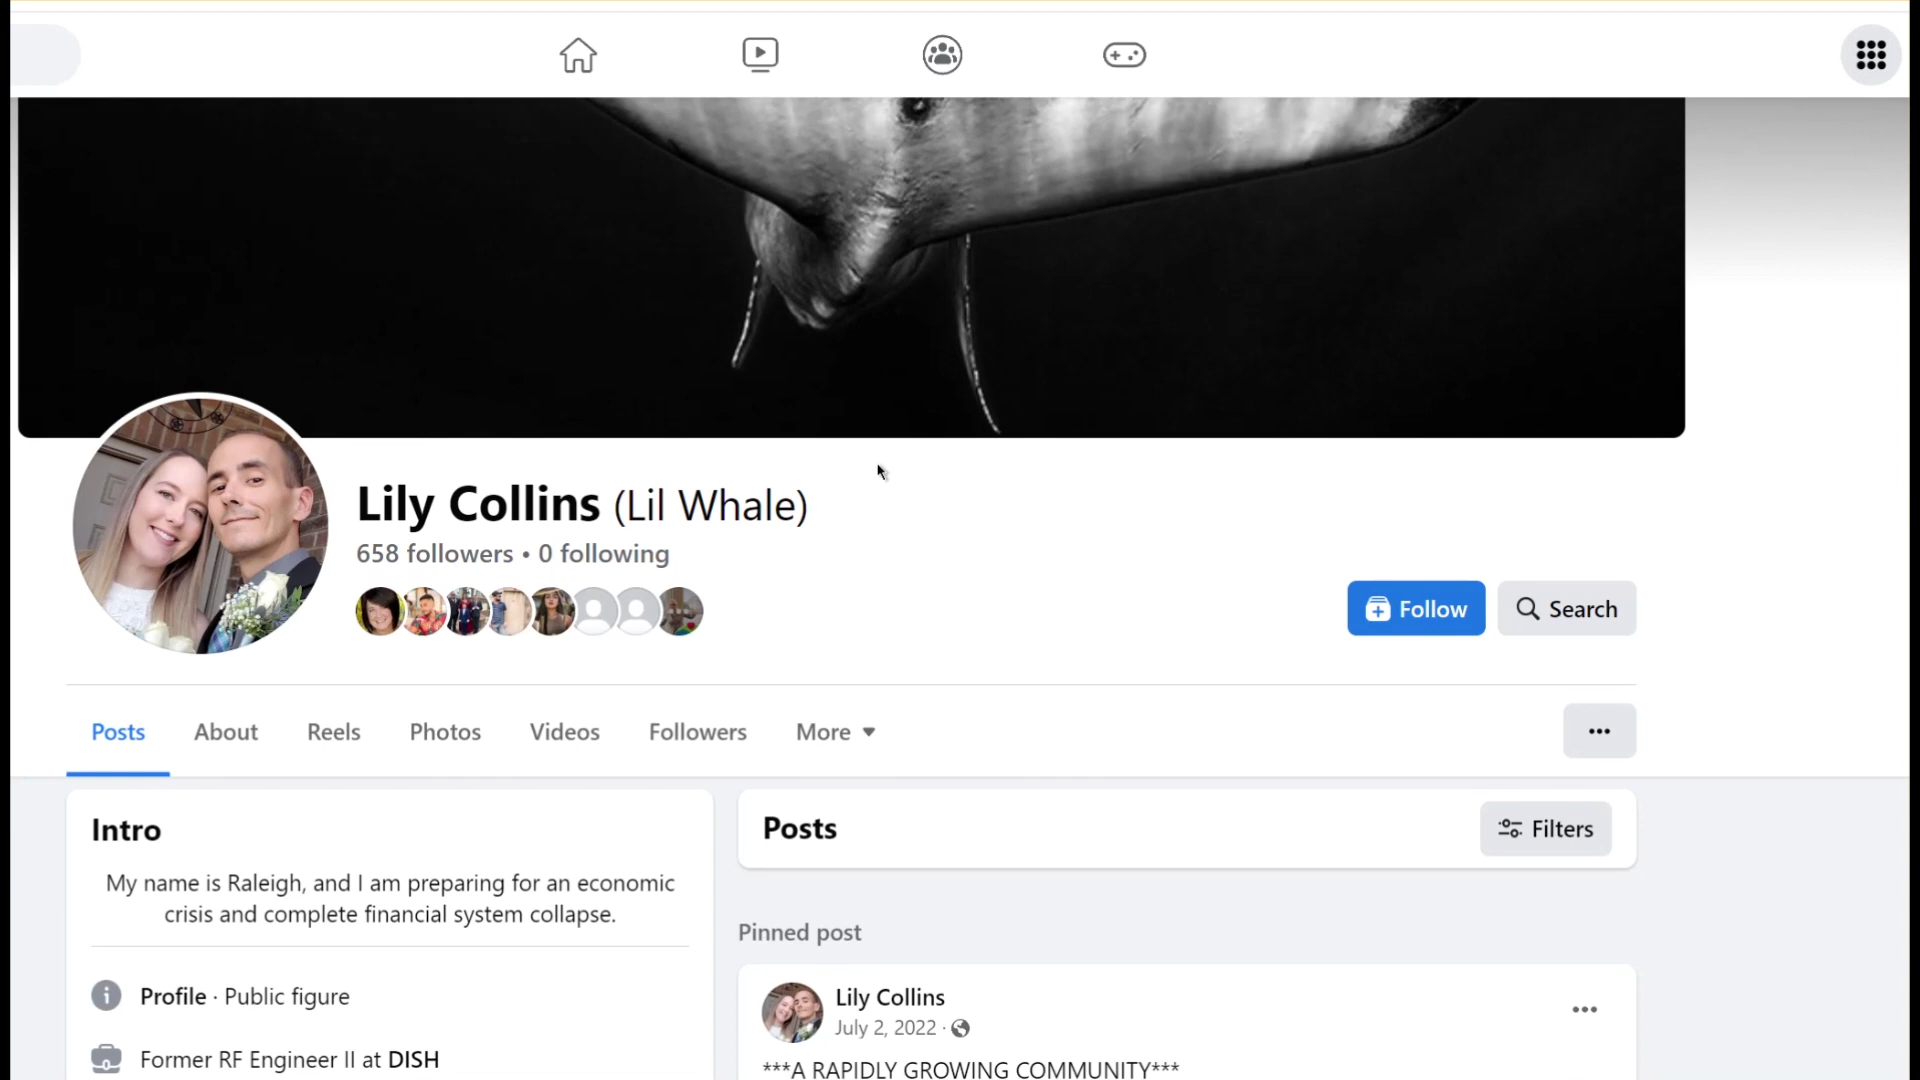 Lily Collins (Lil Whale)
658 followers • 0 following
Follow
Search
Posts
About
Reels
Photos
Videos
Followers
More
Intro
My name is Raleigh, and I am preparing for an economic
crisis and complete financial system collapse.
Profile · Public figure
Former RF Engineer II at DISH
Posts
Filters
Pinned post
Lily Collins
July 2, 2022 ·
***A RAPIDLY GROWING COMMUNITY***